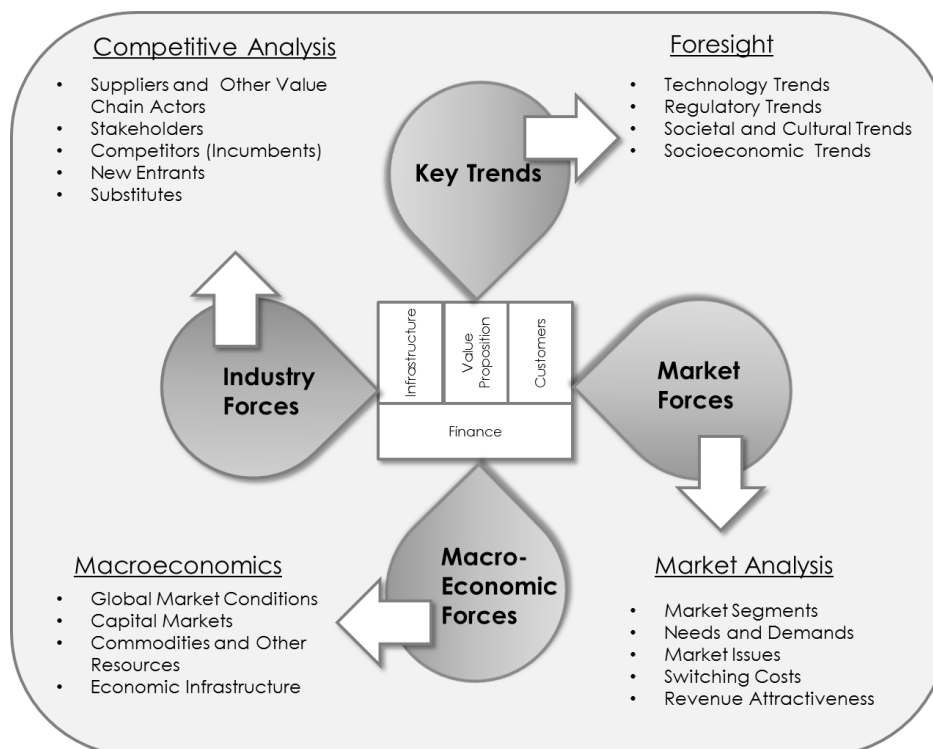 Competitive Analysis
• Suppliers and Other Value
Chain Actors
• Stakeholders
• Competitors (Incumbents)
• New Entrants
• Substitutes
Foresight
• Technology Trends
• Regulatory Trends
• Societal and Cultural Trends
• Socioeconomic Trends
Key Trends
Industry
Forces
Infrastructure
Value
Proposition
Customers
Finance
Market
Forces
Macro-
Economic
Forces
Macroeconomics
• Global Market Conditions
• Capital Markets
• Commodities and Other
Resources
• Economic Infrastructure
Market Analysis
• Market Segments
• Needs and Demands
• Market Issues
• Switching Costs
• Revenue Attractiveness